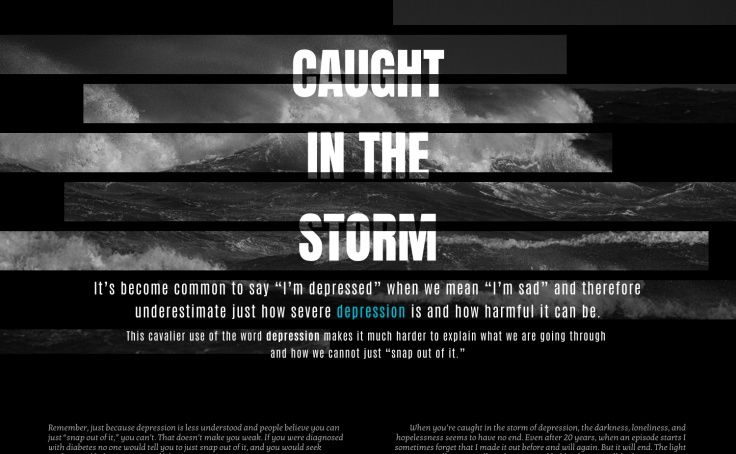 CAUGHT
IN THE
STORM
It’s become common to say “I’m depressed” when we mean “I’m sad” and therefore
underestimate just how severe depression is and how harmful it can be.
This cavalier use of the word depression makes it much harder to explain what we are going through
and how we cannot just “snap out of it.”
Remember, just because depression is less understood and people believe you can
just “snap out of it,” you can't. That doesn't make you weak. If you were diagnosed
with diabetes no one would tell you to just snap out of it, and you would seek
When you're caught in the storm of depression, the darkness, loneliness, and
hopelessness seems to have no end. Even after 20 years, when an episode starts I
sometimes forget that I made it out before and will again. But it will end. The light